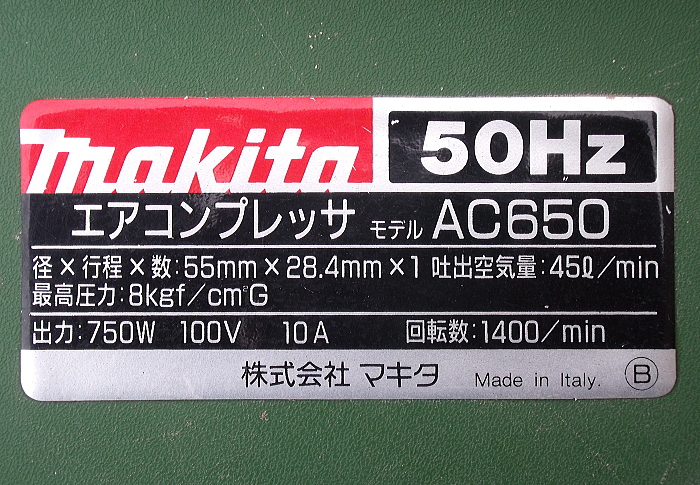 makita 50Hz
エアコンプレッサ モデル AC650
径×行程×数:55mm×28.4mm×1 吐出空気量:45ℓ/min
最高圧力:8kgf/cm²G
出力:750W 100V 10A 回転数:1400/min
株式会社 マキタ Made in Italy. Ⓑ